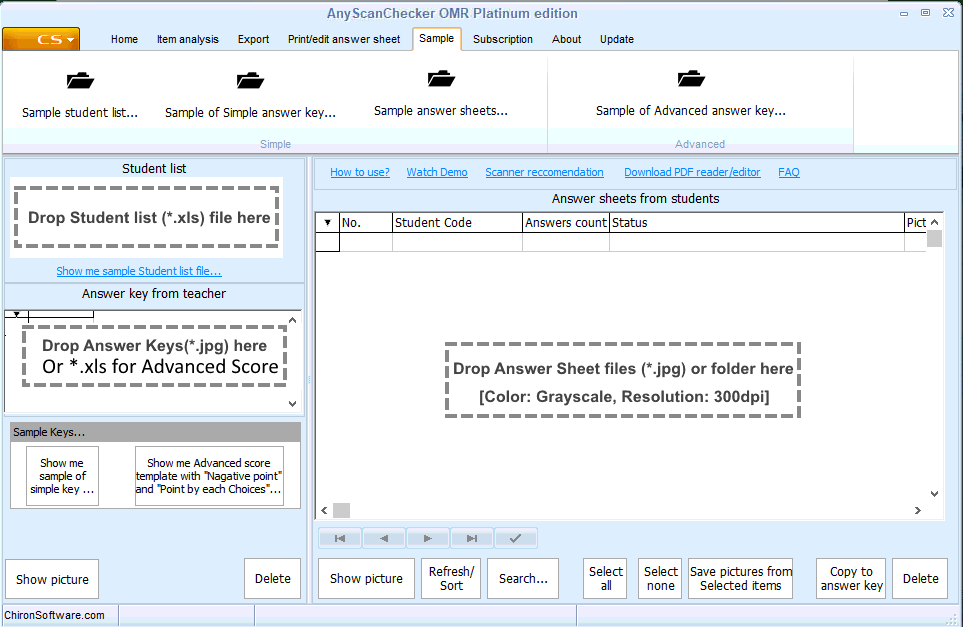 AnyScanChecker OMR Platinum edition
CS
Home Item analysis Export Print/edit answer sheet Sample Subscription About Update
Sample student list... Sample of Simple answer key... Sample answer sheets... Sample of Advanced answer key...
Simple Advanced
Student list
Drop Student list (*.xls) file here
Show me sample Student list file...
Answer key from teacher
Drop Answer Keys(*.jpg) here
Or *.xls for Advanced Score
Sample Keys...
Show me
sample of
simple key ...
Show me Advanced score
template with "Nagative point"
and "Point by each Choices"...
Show picture Delete
How to use? Watch Demo Scanner reccomendation Download PDF reader/editor FAQ
Answer sheets from students
No. Student Code Answers count Status Pict
Drop Answer Sheet files (*.jpg) or folder here
[Color: Grayscale, Resolution: 300dpi]
Show picture
Refresh/
Sort
Search...
Select
all
Select
none
Save pictures from
Selected items
Copy to
answer key
Delete
ChironSoftware.com